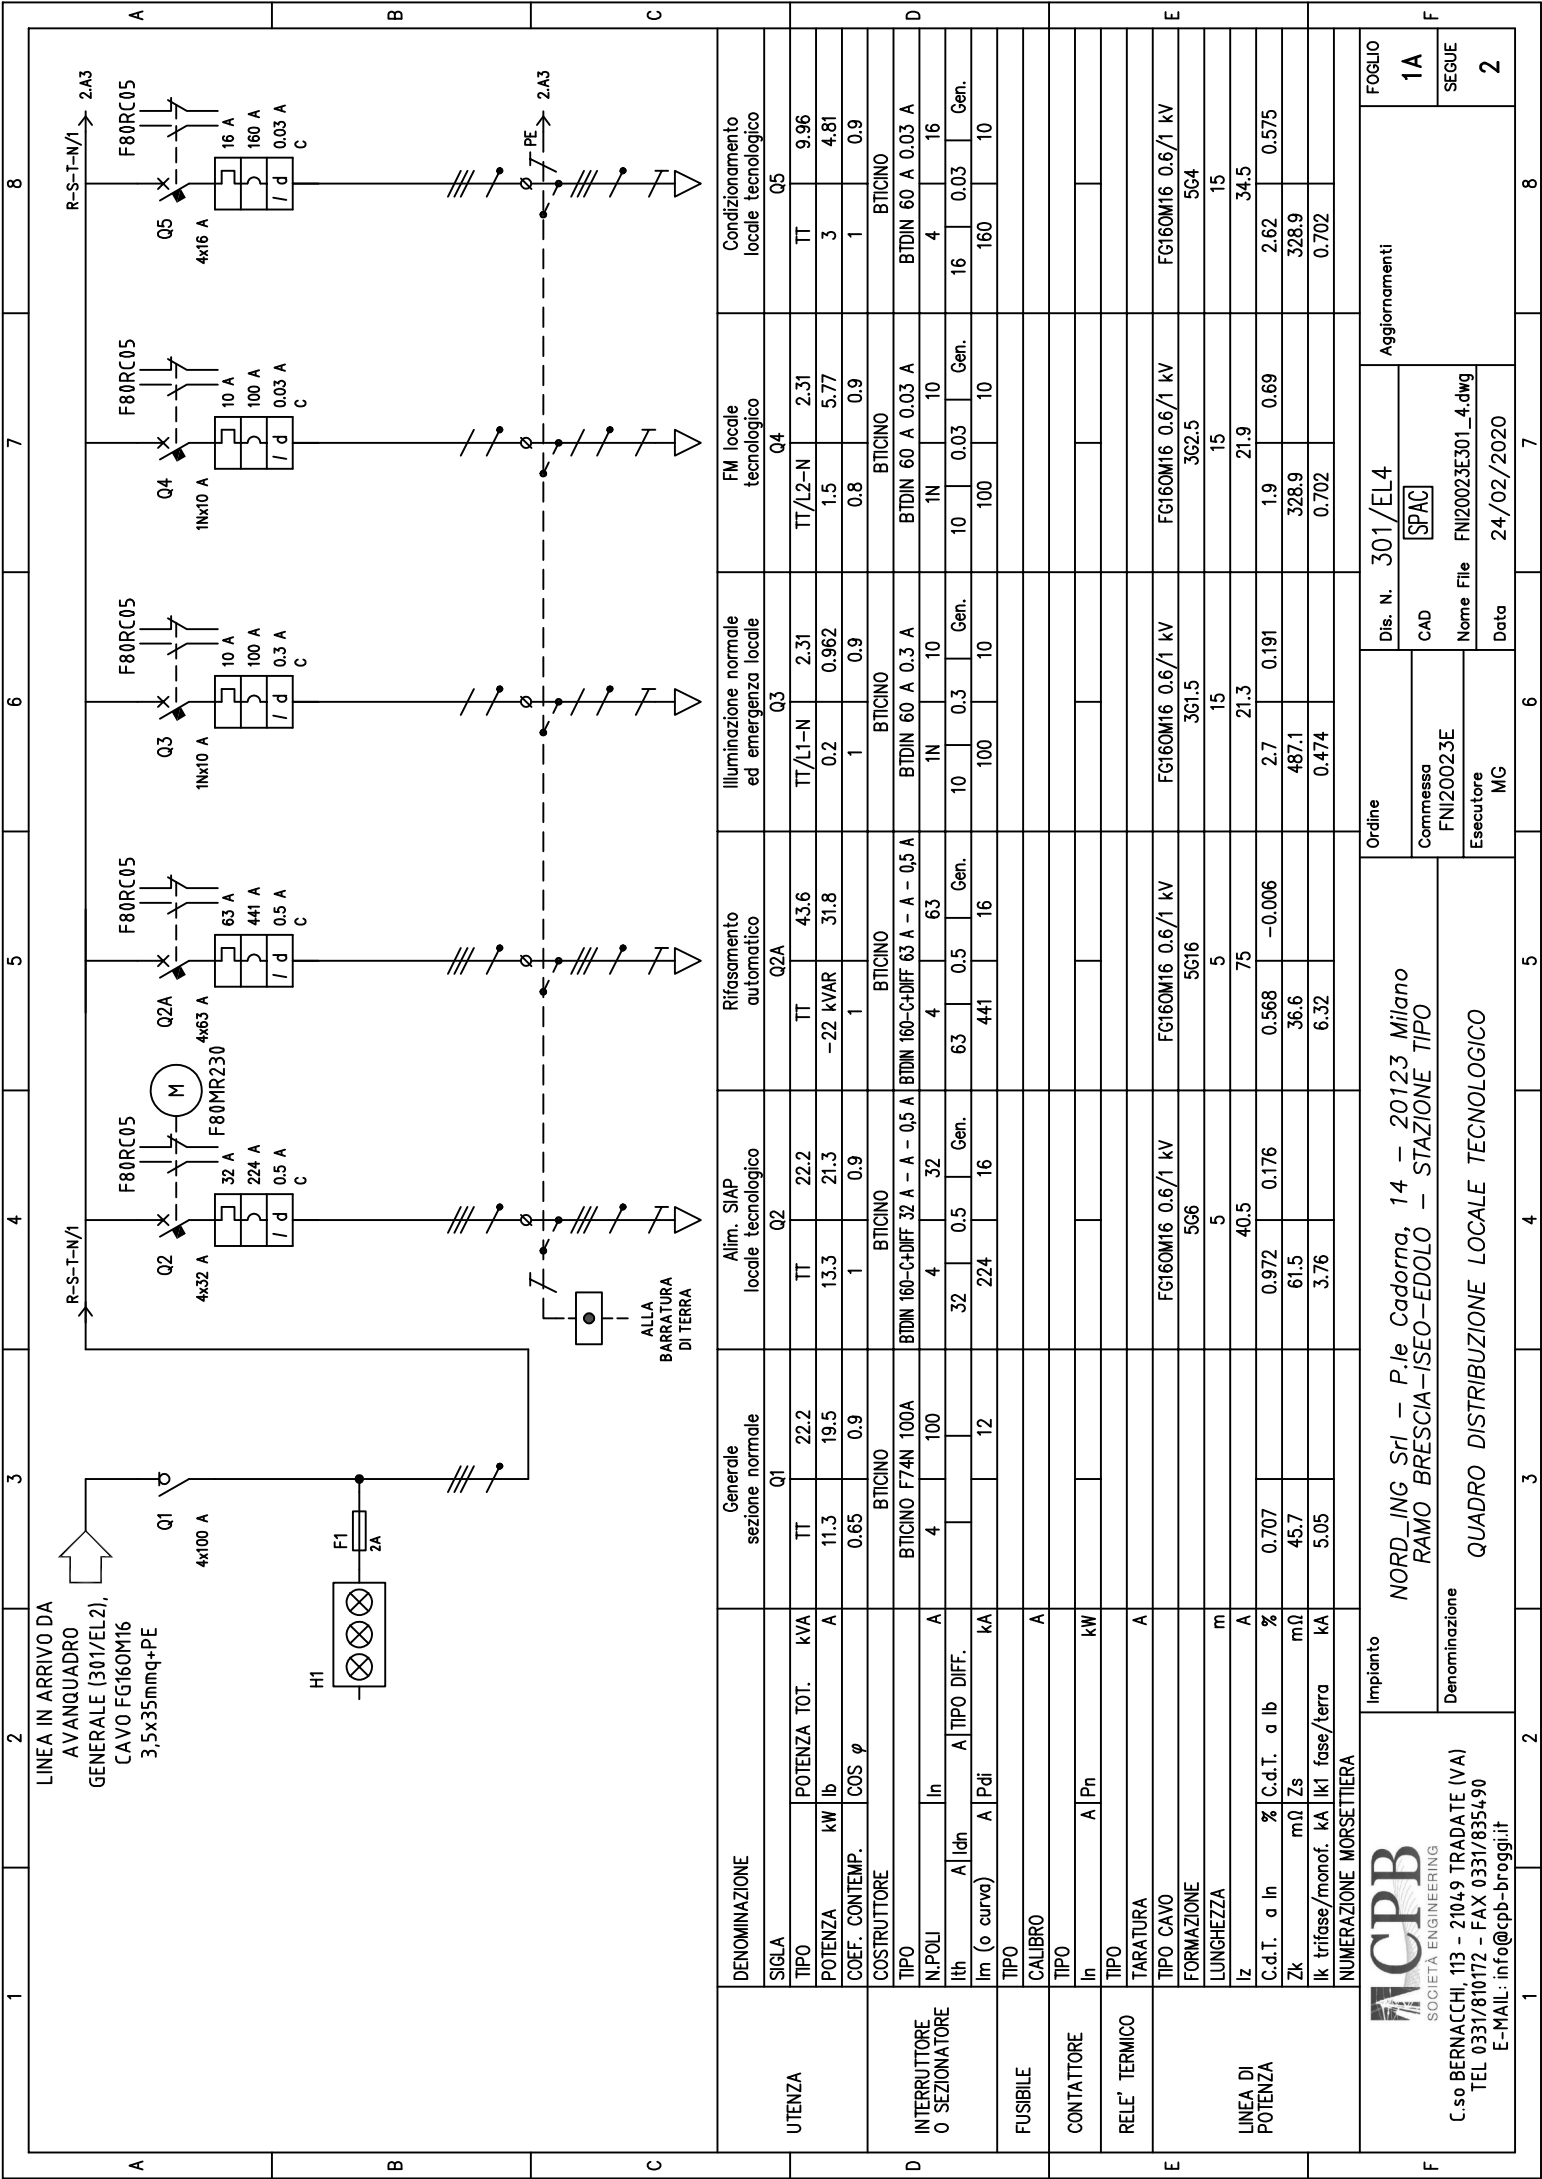 1 2 3 4 5 6 7 8
A
B
C
D
E
F
LINEA IN ARRIVO DA
AVANQUADRO
GENERALE (301/EL2),
CAVO FG16OM16
3,5x35mmq+PE
H1
F1
2A
Q1
4x100 A
R-S-T-N/1
R-S-T-N/1
2.A3
Q2
4x32 A
F80RC05
M
F80MR230
32 A
224 A
0.5 A
C
I d
Q2A
4x63 A
F80RC05
63 A
441 A
0.5 A
C
I d
Q3
1Nx10 A
F80RC05
10 A
100 A
0.3 A
C
I d
Q4
1Nx10 A
F80RC05
10 A
100 A
0.03 A
C
I d
Q5
4x16 A
F80RC05
16 A
160 A
0.03 A
C
I d
PE
2.A3
ALLA
BARRATURA
DI TERRA
UTENZA
DENOMINAZIONE
Generale
sezione normale
Alim. SIAP
locale tecnologico
Rifasamento
automatico
Illuminazione normale
ed emergenza locale
FM locale
tecnologico
Condizionamento
locale tecnologico
SIGLA Q1 Q2 Q2A Q3 Q4 Q5
TIPO POTENZA TOT. kVA TT 22.2 TT 22.2 TT 43.6 TT/L1-N 2.31 TT/L2-N 2.31 TT 9.96
POTENZA kW Ib A 11.3 19.5 13.3 21.3 -22 kVAR 31.8 0.2 0.962 1.5 5.77 3 4.81
COEF. CONTEMP. COS φ 0.65 0.9 1 0.9 1 1 0.9 0.8 0.9 1 0.9
INTERRUTTORE
O SEZIONATORE
COSTRUTTORE BTICINO BTICINO BTICINO BTICINO BTICINO BTICINO
TIPO BTICINO F74N 100A BTDIN 160-C+DIFF 32 A - A - 0,5 A BTDIN 160-C+DIFF 63 A - A - 0,5 A BTDIN 60 A 0.3 A BTDIN 60 A 0.03 A BTDIN 60 A 0.03 A
N.POLI In A 4 100 4 32 4 63 1N 10 1N 10 4 16
Ith A Idn A TIPO DIFF. 32 0.5 Gen. 63 0.5 Gen. 10 0.3 Gen. 10 0.03 Gen. 16 0.03 Gen.
Im (o curva) A Pdi kA 12 224 16 441 16 100 10 100 10 160 10
FUSIBILE
TIPO
CALIBRO A
CONTATTORE
TIPO
In A Pn kW
RELE' TERMICO
TIPO
TARATURA A
LINEA DI
POTENZA
TIPO CAVO FG16OM16 0.6/1 kV FG16OM16 0.6/1 kV FG16OM16 0.6/1 kV FG16OM16 0.6/1 kV FG16OM16 0.6/1 kV
FORMAZIONE 5G6 5G16 3G1.5 3G2.5 5G4
LUNGHEZZA m 5 5 15 15 15
Iz A 40.5 75 21.3 21.9 34.5
C.d.T. a In % C.d.T. a Ib % 0.707 0.972 0.176 0.568 -0.006 2.7 0.191 1.9 0.69 2.62 0.575
Zk mΩ Zs mΩ 45.7 61.5 36.6 487.1 328.9 328.9
Ik trifase/monof. kA Ik1 fase/terra kA 5.05 3.76 6.32 0.474 0.702 0.702
NUMERAZIONE MORSETTIERA
CPB
SOCIETÀ ENGINEERING
C.so BERNACCHI, 113 - 21049 TRADATE (VA)
TEL 0331/810172 - FAX 0331/835490
E-MAIL: info@cpb-broggi.it
Impianto
NORD_ING Srl - P.le Cadorna, 14 - 20123 Milano
RAMO BRESCIA-ISEO-EDOLO - STAZIONE TIPO
Denominazione
QUADRO DISTRIBUZIONE LOCALE TECNOLOGICO
Ordine
Commessa
FNI20023E
Esecutore
MG
Dis. N. 301/EL4
CAD SPAC
Nome File FNI20023E301_4.dwg
Data 24/02/2020
Aggiornamenti
FOGLIO
1A
SEGUE
2
1 2 3 4 5 6 7 8
A
B
C
D
E
F